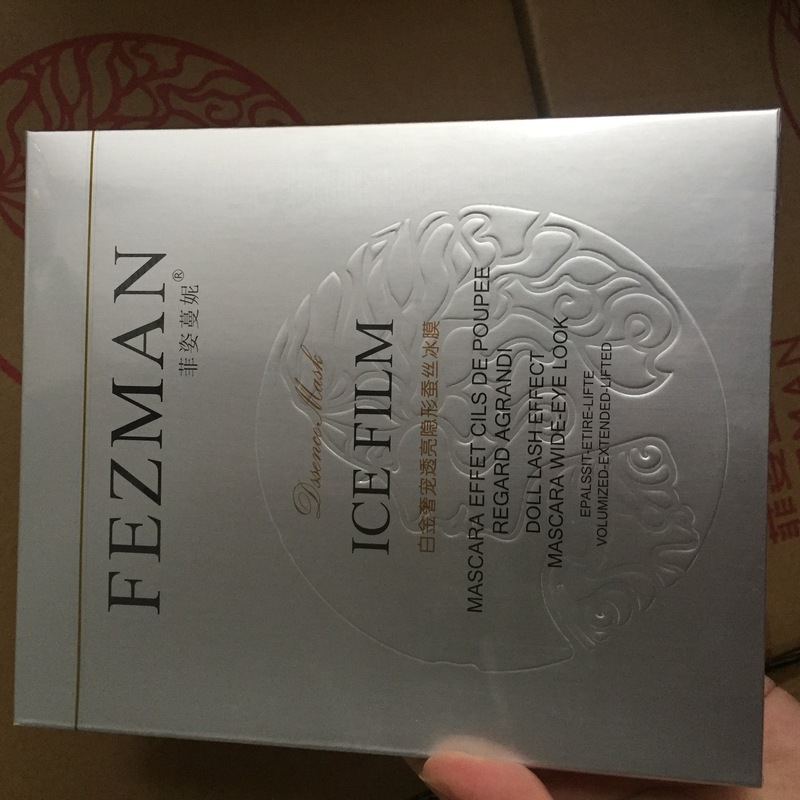 FEZMAN
菲姿蔓妮®
Dssence Mask
ICE FILM
白金奢宠透亮隐形蚕丝冰膜
MASCARA EFFET CILS DE POUPEE
REGARD AGRANDI
DOLL LASH EFFECT
MASCARA WIDE-EYE LOOK
EPALSSIT-ETIRE-LIFTE
VOLUMIZED-EXTENDED-LIFTED